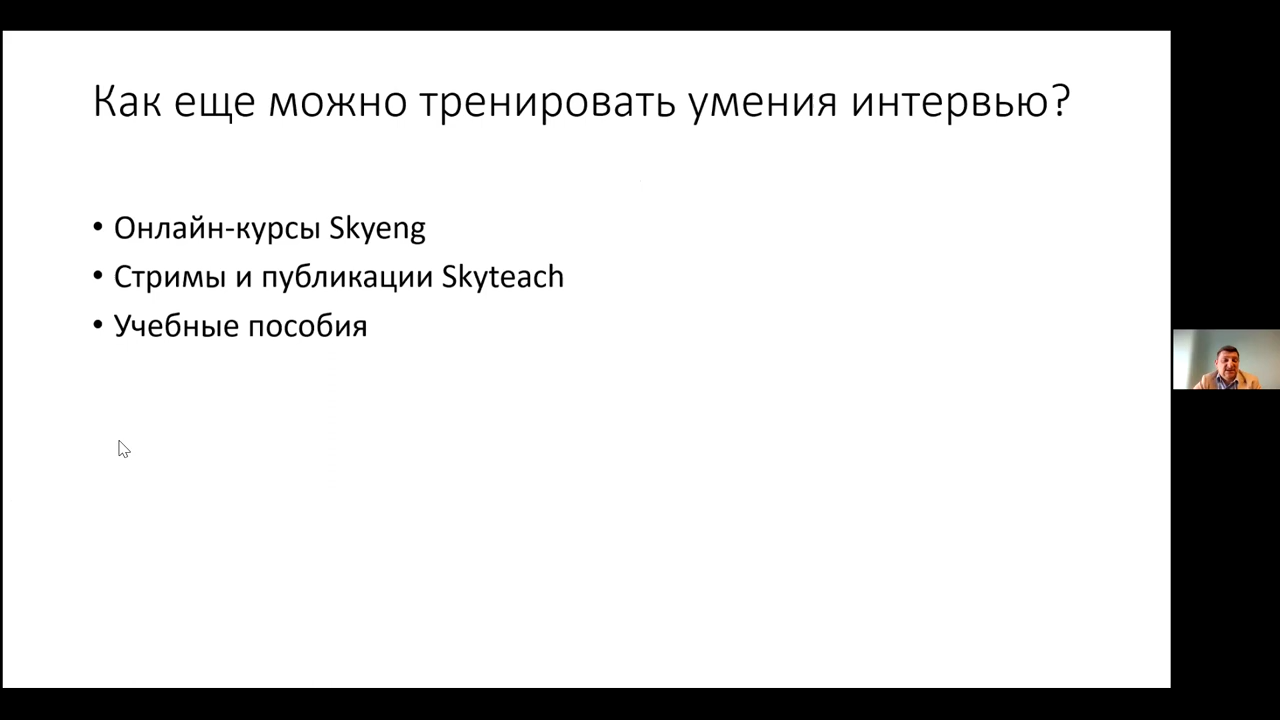 Как еще можно тренировать умения интервью?
• Онлайн-курсы Skyeng
• Стримы и публикации Skyteach
• Учебные пособия